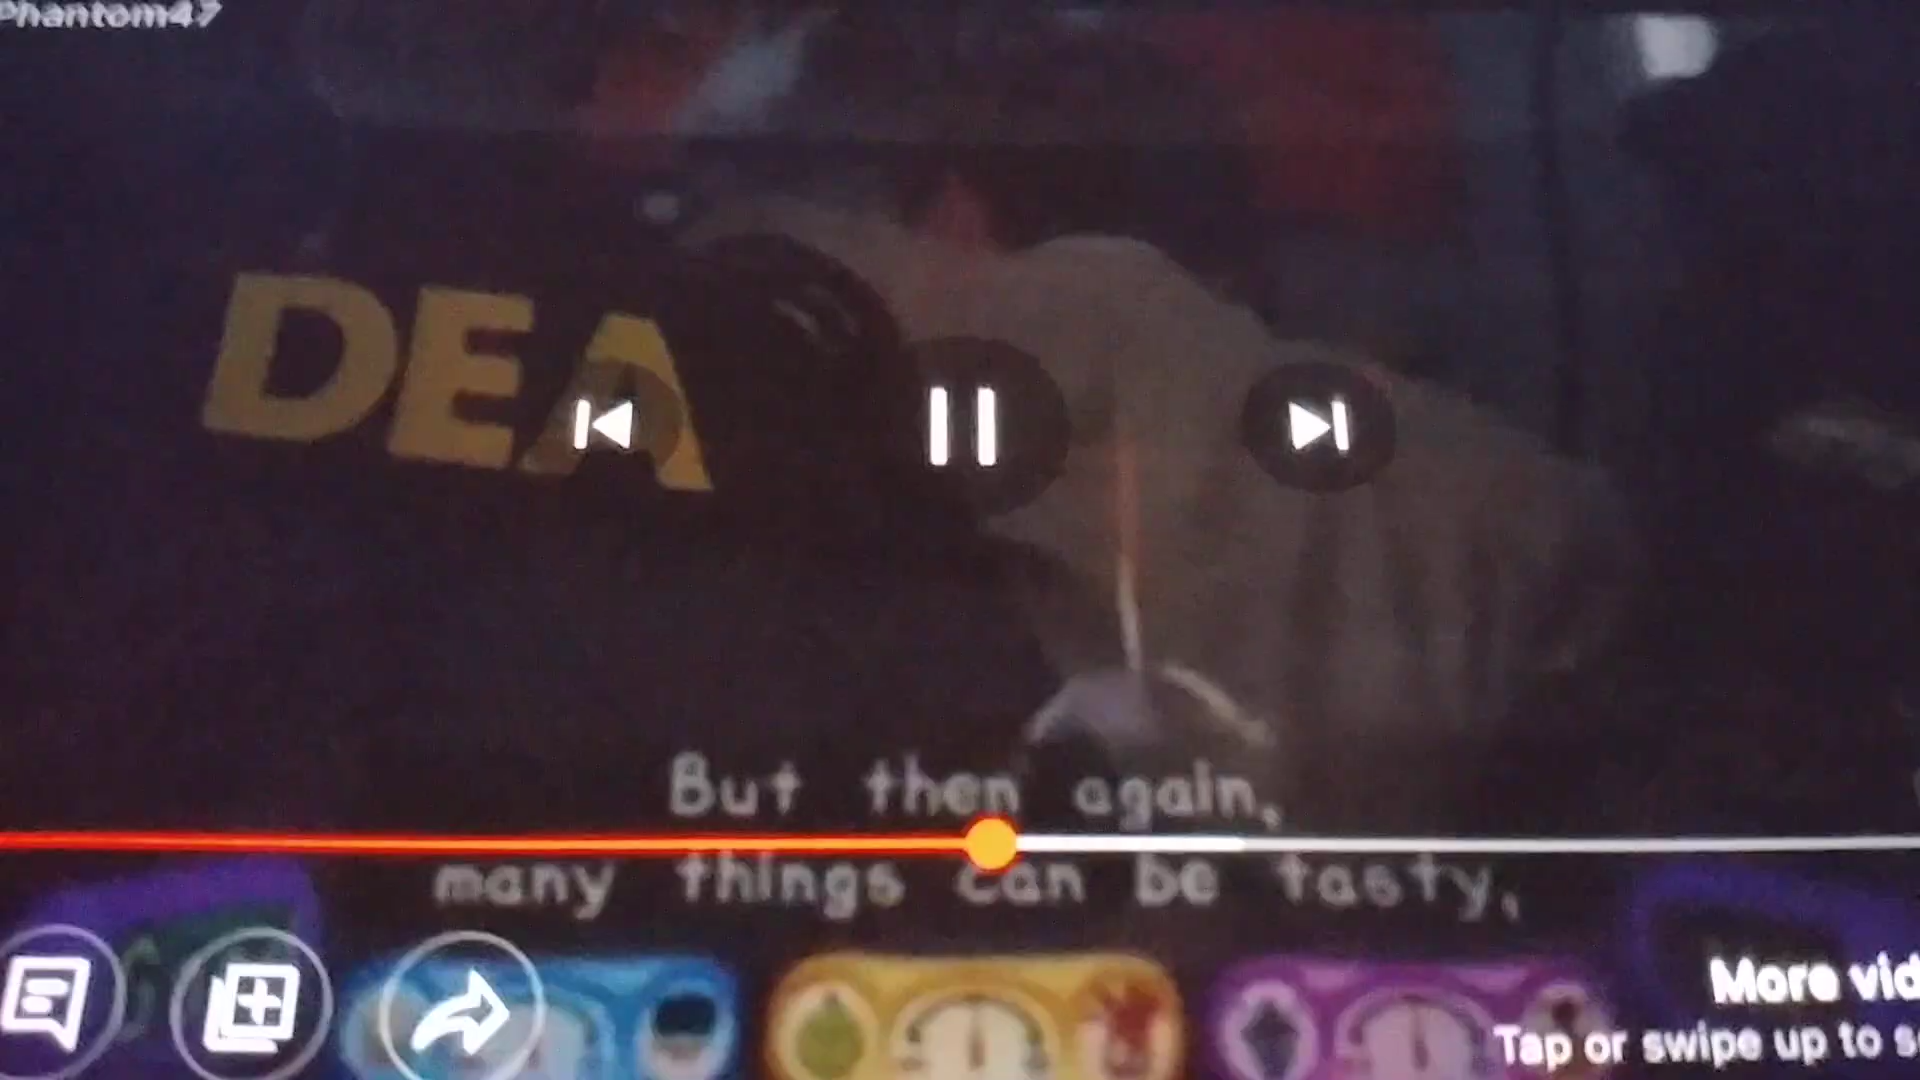 Phantom47
DEA
But then again,
many things can be tasty,
More vid
Tap or swipe up to s